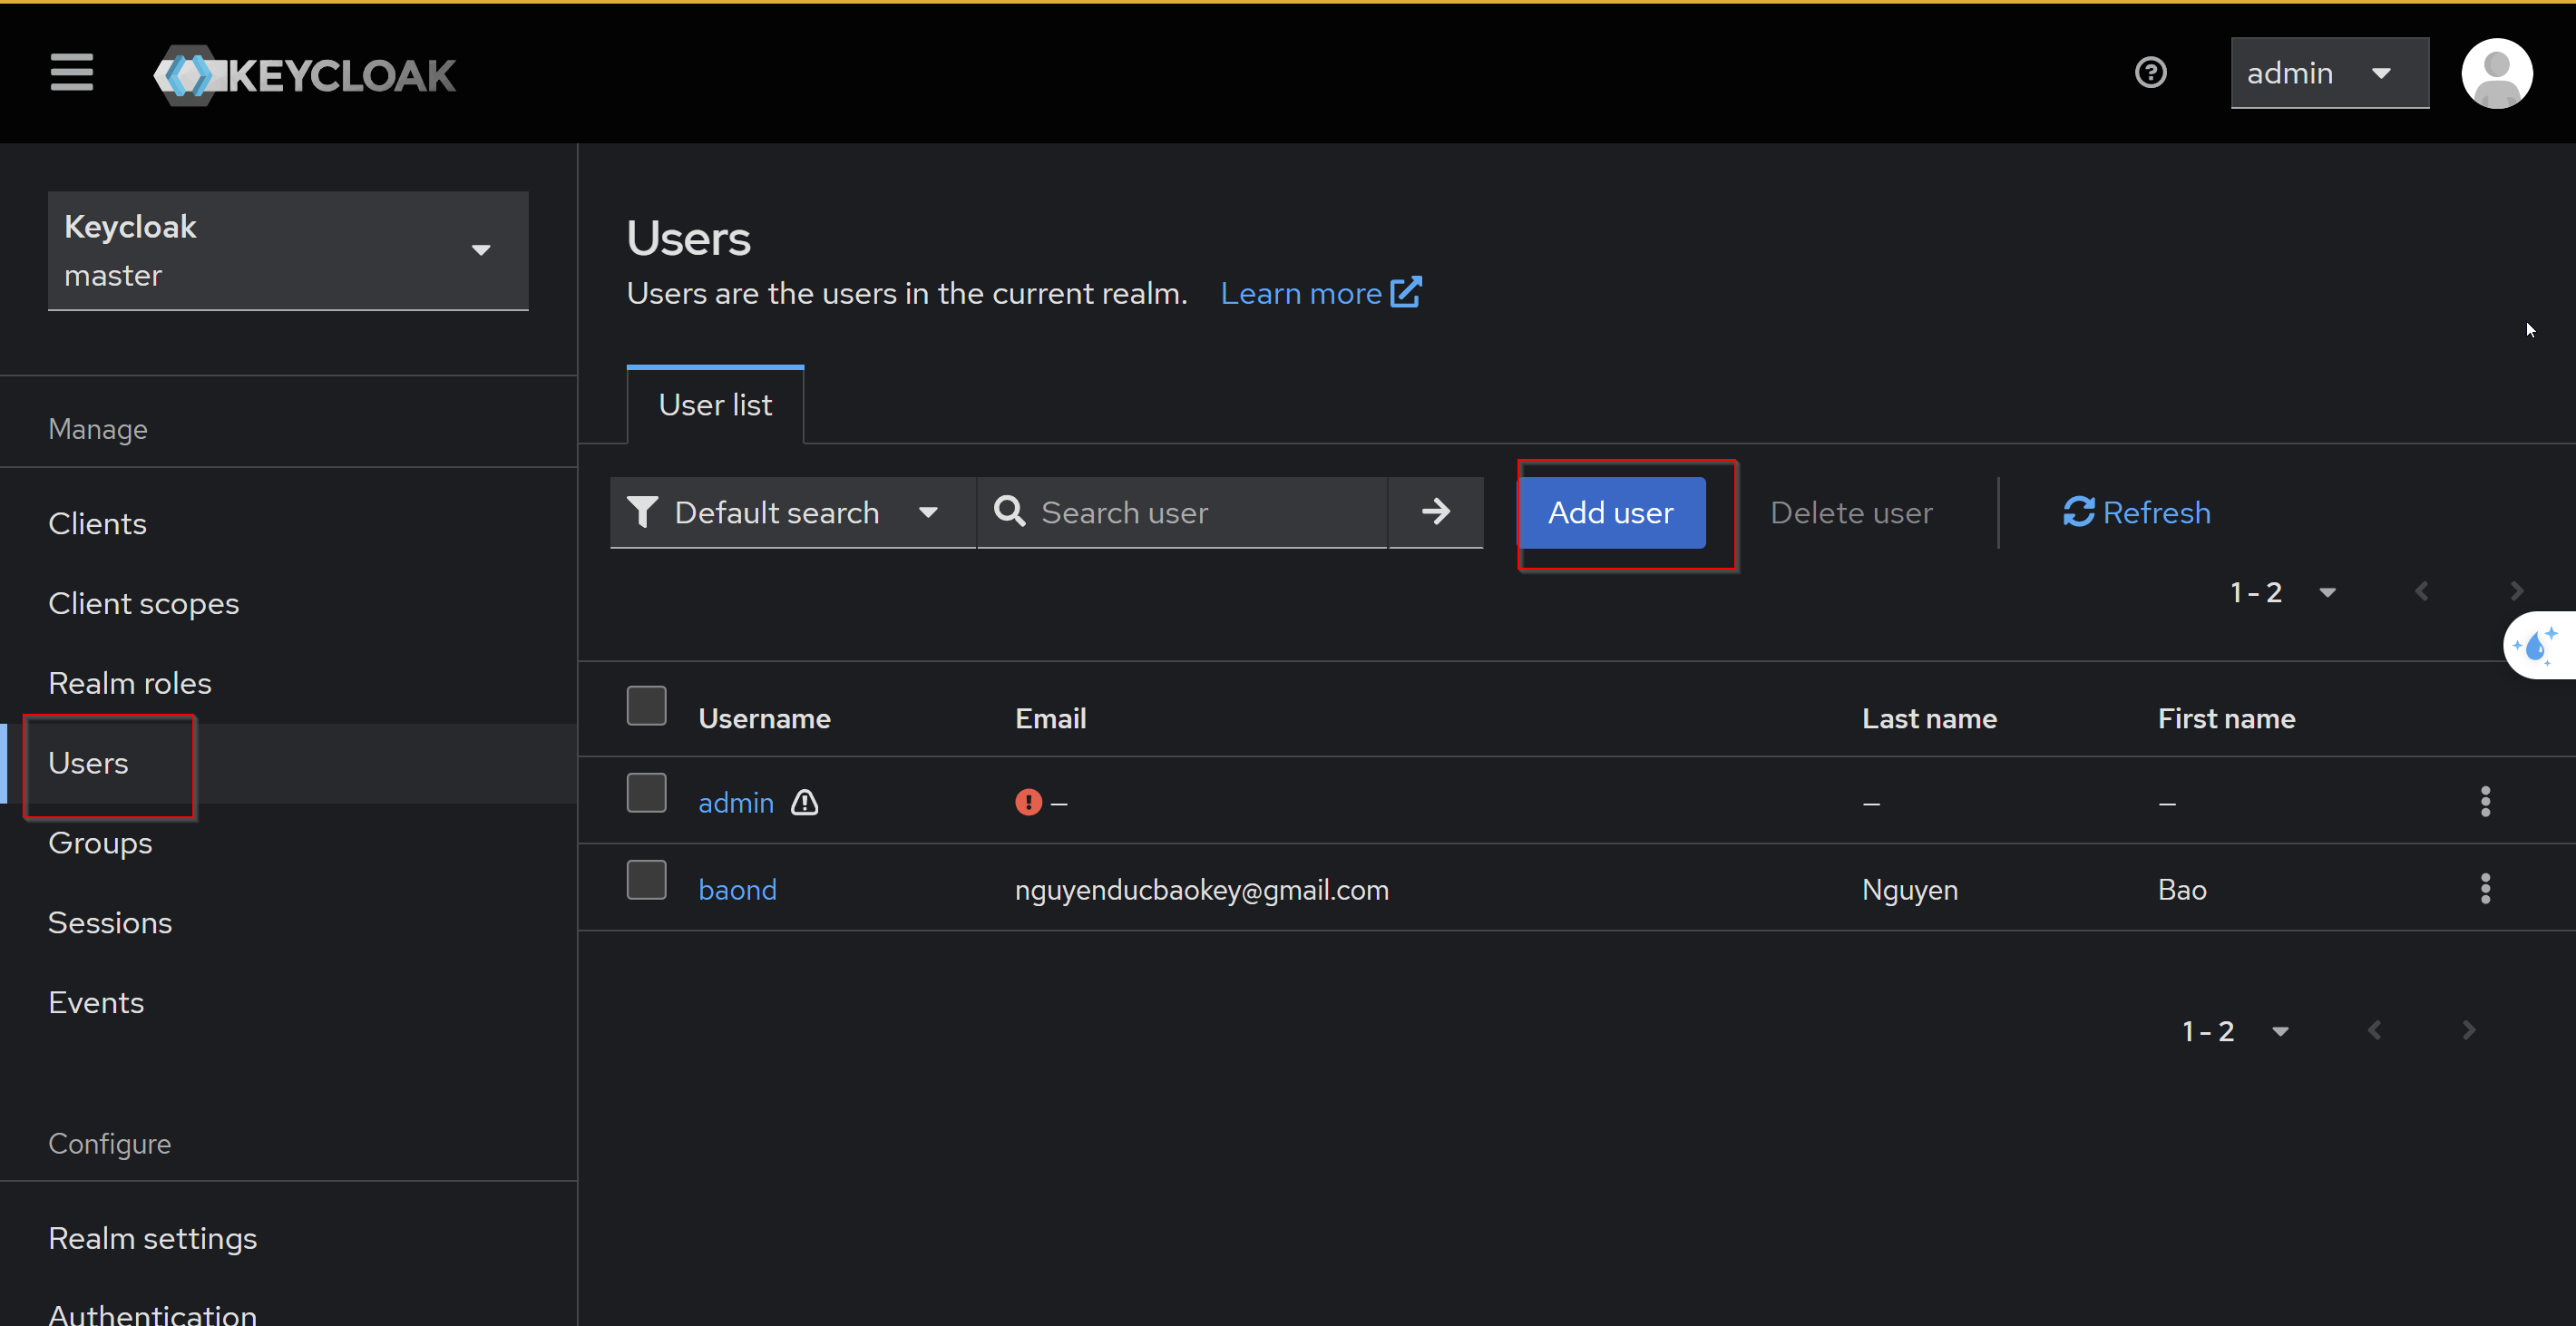 KEYCLOAK
admin
Keycloak
master
Manage
Clients
Client scopes
Realm roles
Users
Groups
Sessions
Events
Configure
Realm settings
Authentication
Users
Users are the users in the current realm. Learn more
User list
Default search Search user Add user Delete user Refresh
1 - 2
Username Email Last name First name
admin – – –
baond nguyenducbaokey@gmail.com Nguyen Bao
1 - 2